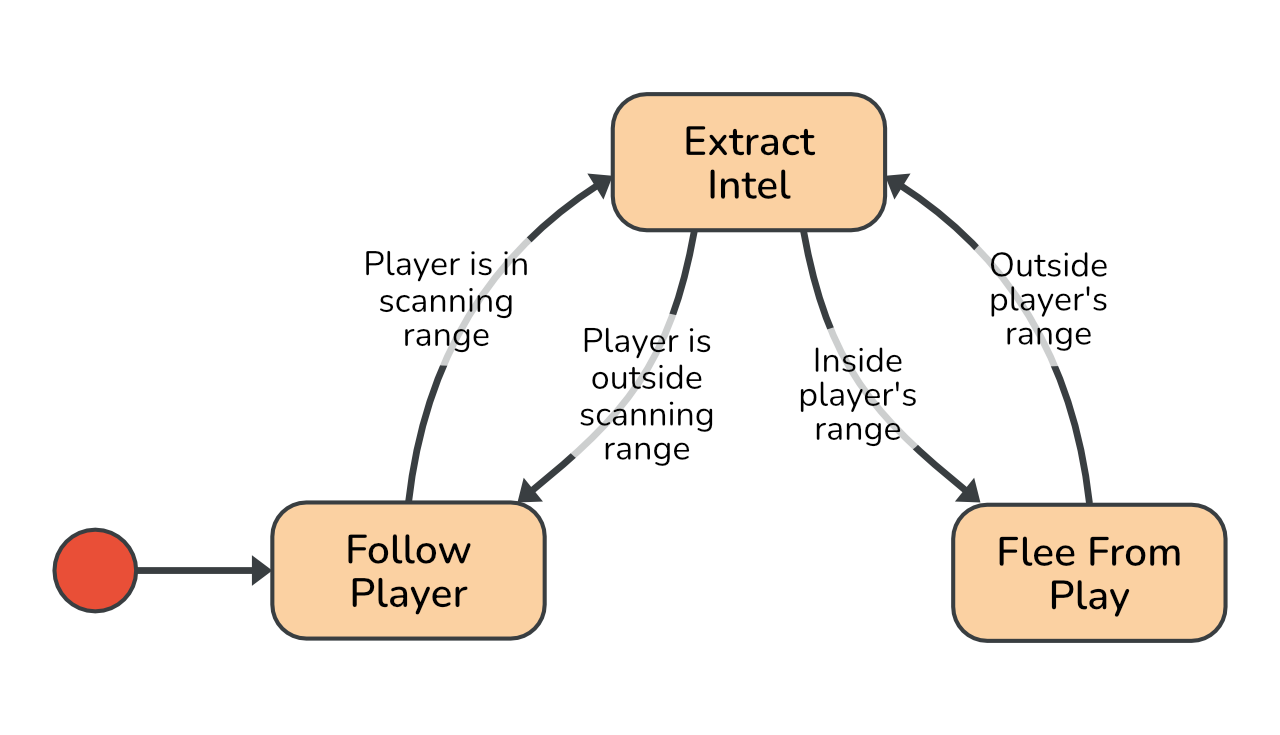 Extract
Intel
Player is in
scanning
range
Player is
outside
scanning
range
Inside
player's
range
Outside
player's
range
Follow
Player
Flee From
Play